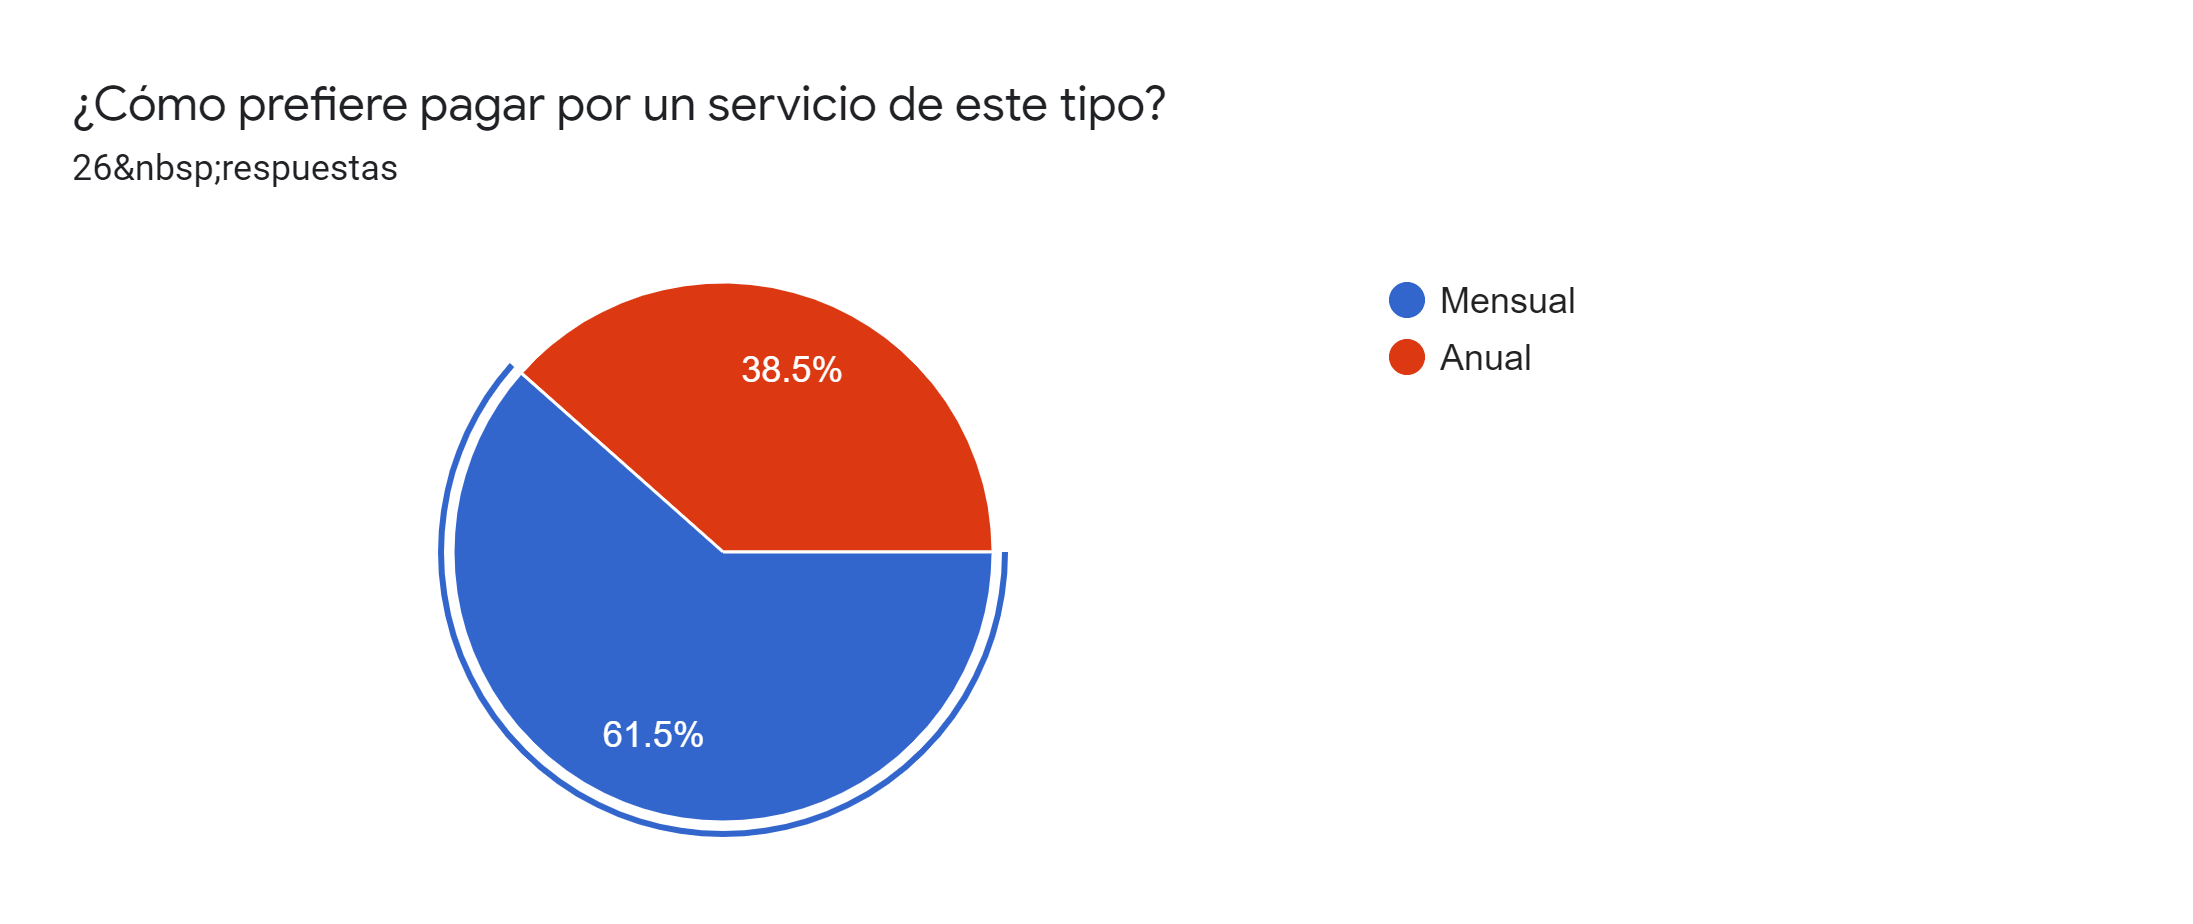 ¿Cómo prefiere pagar por un servicio de este tipo?
26&nbsp;respuestas
Mensual
Anual
38.5%
61.5%